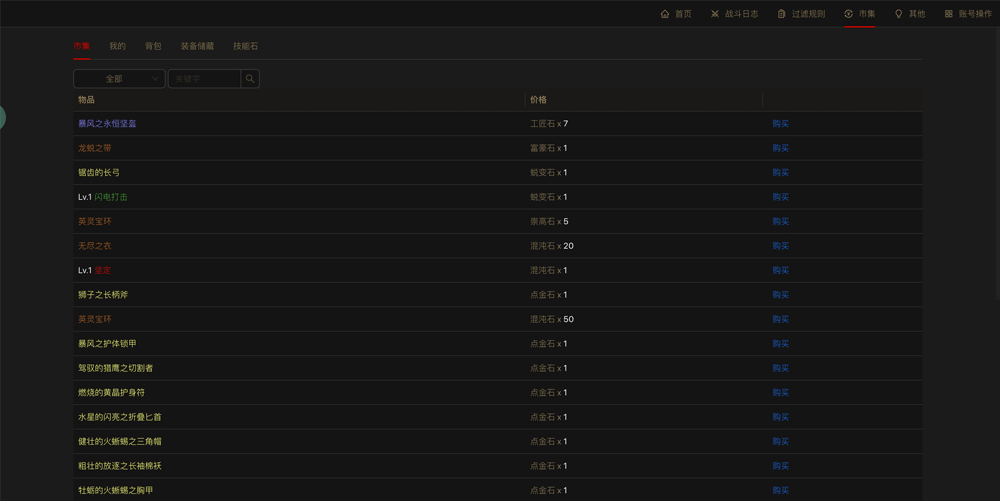 首页 战斗日志 过滤规则 市集 其他 账号操作
市集 我的 背包 装备储藏 技能石
全部 关键字
物品 价格
暴风之永恒坚盔 工匠石 x 7 购买
龙蜕之带 富豪石 x 1 购买
锯齿的长弓 蜕变石 x 1 购买
Lv.1 闪电打击 蜕变石 x 1 购买
英灵宝环 崇高石 x 5 购买
无尽之衣 混沌石 x 20 购买
Lv.1 坚定 混沌石 x 1 购买
狮子之长柄斧 点金石 x 1 购买
英灵宝环 混沌石 x 50 购买
暴风之护体锁甲 点金石 x 1 购买
驾驭的猎鹰之切割者 点金石 x 1 购买
燃烧的黄晶护身符 点金石 x 1 购买
水星的闪亮之折叠匕首 点金石 x 1 购买
健壮的火蜥蜴之三角帽 点金石 x 1 购买
粗壮的放逐之长袖棉袄 点金石 x 1 购买
牡蛎的火蜥蜴之胸甲 点金石 x 1 购买